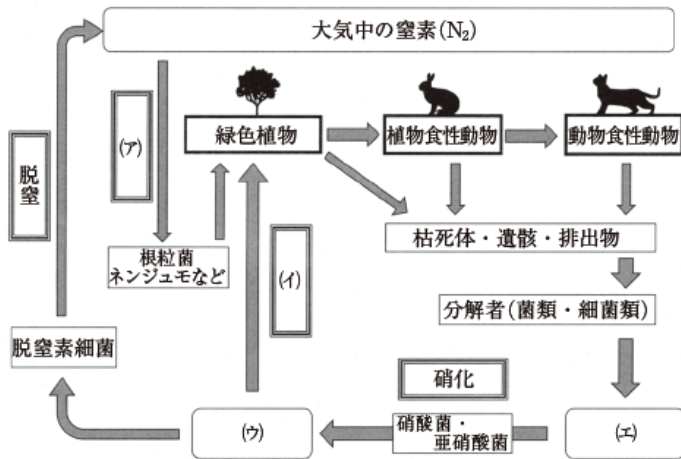 大気中の窒素(N₂)
脱窒
(ア)
緑色植物
植物食性動物
動物食性動物
枯死体・遺骸・排出物
根粒菌
ネンジュモなど
(イ)
分解者(菌類・細菌類)
脱窒素細菌
硝化
(ウ)
硝酸菌・
亜硝酸菌
(エ)